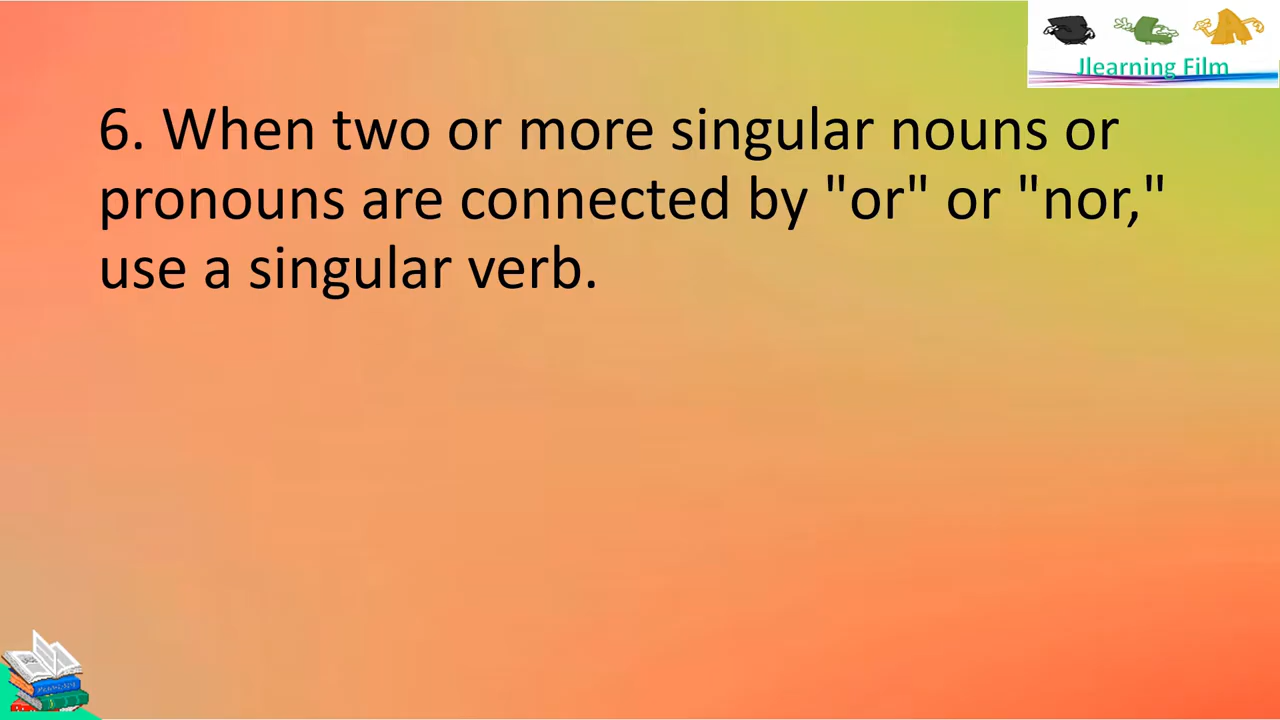 Jlearning Film
6. When two or more singular nouns or
pronouns are connected by "or" or "nor,"
use a singular verb.